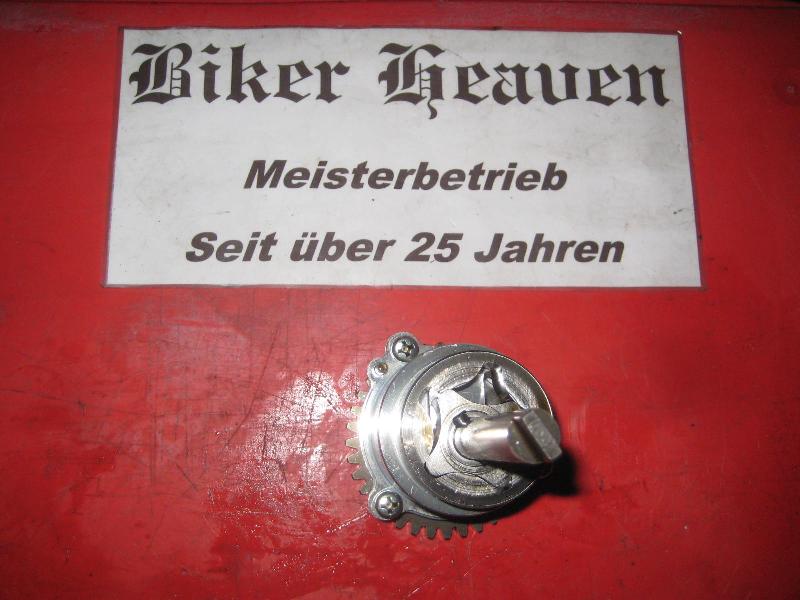 Biker Heaven
Meisterbetrieb
Seit über 25 Jahren